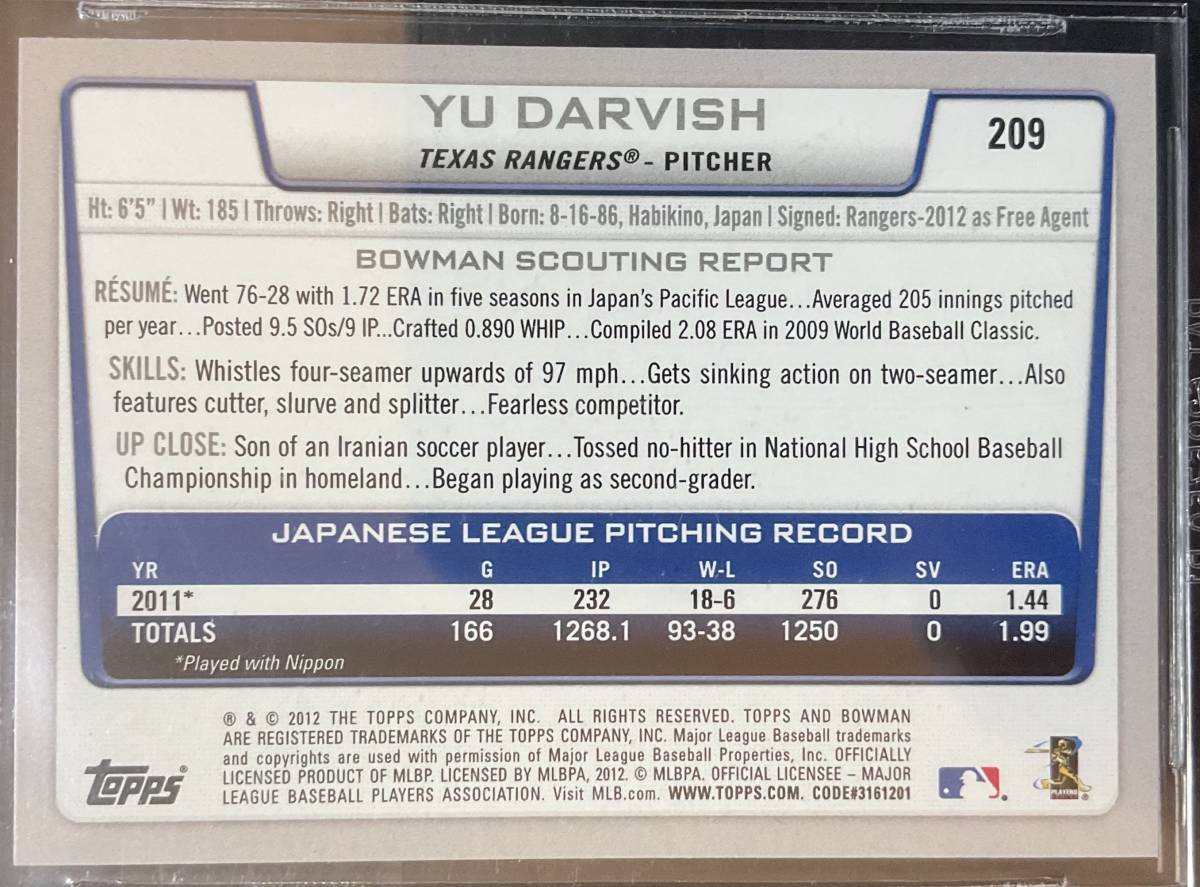 YU DARVISH
TEXAS RANGERS® - PITCHER
209
Ht: 6'5" | Wt: 185 | Throws: Right | Bats: Right | Born: 8-16-86, Habikino, Japan | Signed: Rangers-2012 as Free Agent
BOWMAN SCOUTING REPORT
RÉSUMÉ: Went 76-28 with 1.72 ERA in five seasons in Japan's Pacific League...Averaged 205 innings pitched
per year...Posted 9.5 SOs/9 IP...Crafted 0.890 WHIP...Compiled 2.08 ERA in 2009 World Baseball Classic.
SKILLS: Whistles four-seamer upwards of 97 mph...Gets sinking action on two-seamer...Also
features cutter, slurve and splitter...Fearless competitor.
UP CLOSE: Son of an Iranian soccer player...Tossed no-hitter in National High School Baseball
Championship in homeland...Began playing as second-grader.
JAPANESE LEAGUE PITCHING RECORD
YR G IP W-L SO SV ERA
2011* 28 232 18-6 276 0 1.44
TOTALS 166 1268.1 93-38 1250 0 1.99
*Played with Nippon
® & © 2012 THE TOPPS COMPANY, INC. ALL RIGHTS RESERVED. TOPPS AND BOWMAN
ARE REGISTERED TRADEMARKS OF THE TOPPS COMPANY, INC. Major League Baseball trademarks
and copyrights are used with permission of Major League Baseball Properties, Inc. OFFICIALLY
LICENSED PRODUCT OF MLBP. LICENSED BY MLBPA, 2012. © MLBPA. OFFICIAL LICENSEE – MAJOR
LEAGUE BASEBALL PLAYERS ASSOCIATION. Visit MLB.com. WWW.TOPPS.COM. CODE#3161201
TOPPS®
PLAYERS ®